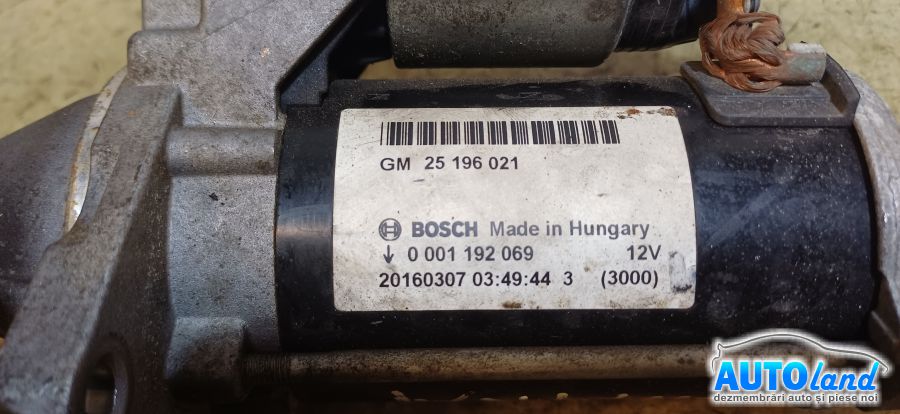 GM 25 196 021
BOSCH Made in Hungary
↓ 0 001 192 069 12V
20160307 03:49:44 3 (3000)
AUTOland
dezmembrări auto și piese noi